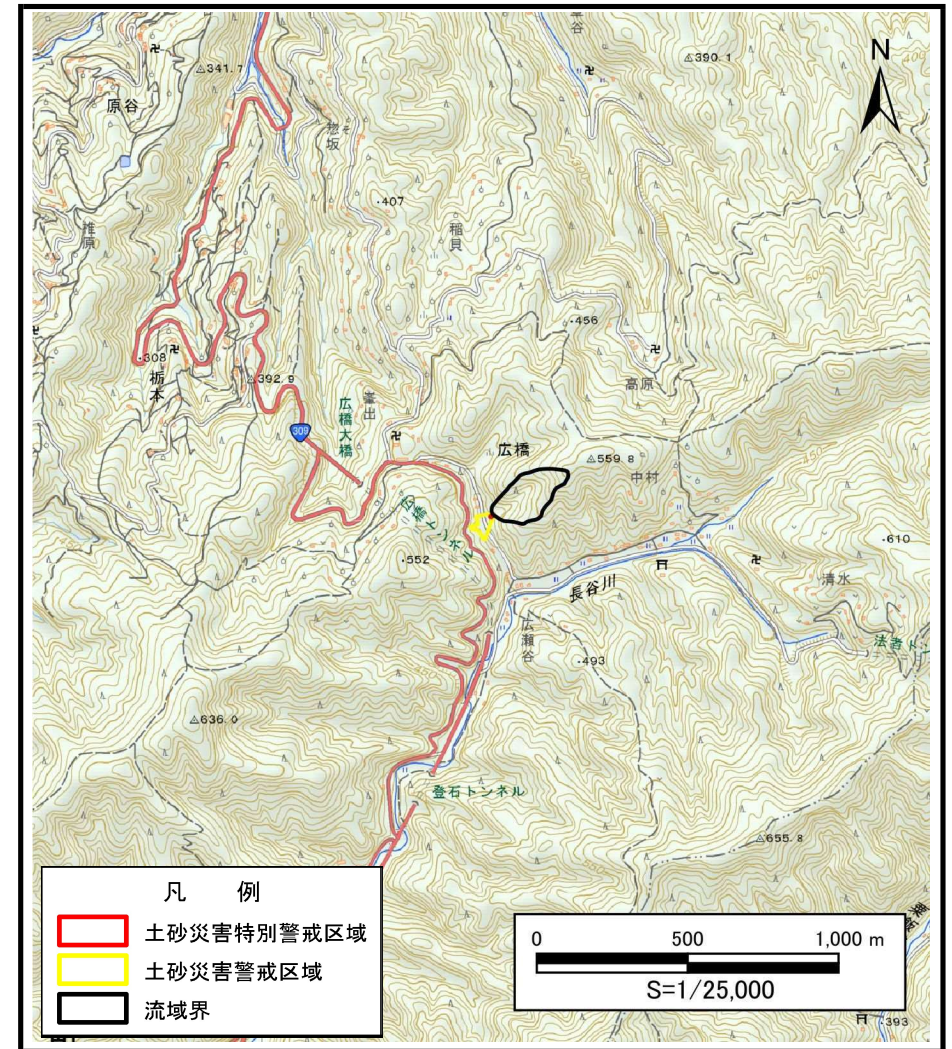 N
341.7
390.1
原谷
惣坂
407
稲貝
456
308
栃本
392.9
高原
309
広橋大橋
峯出
広橋
559.8
中村
広橋トンネル
552
610
長谷川
清水
広瀬谷
法者ト
493
636.0
登石トンネル
655.8
393
凡 例
土砂災害特別警戒区域
土砂災害警戒区域
流域界
0 500 1,000 m
S=1/25,000